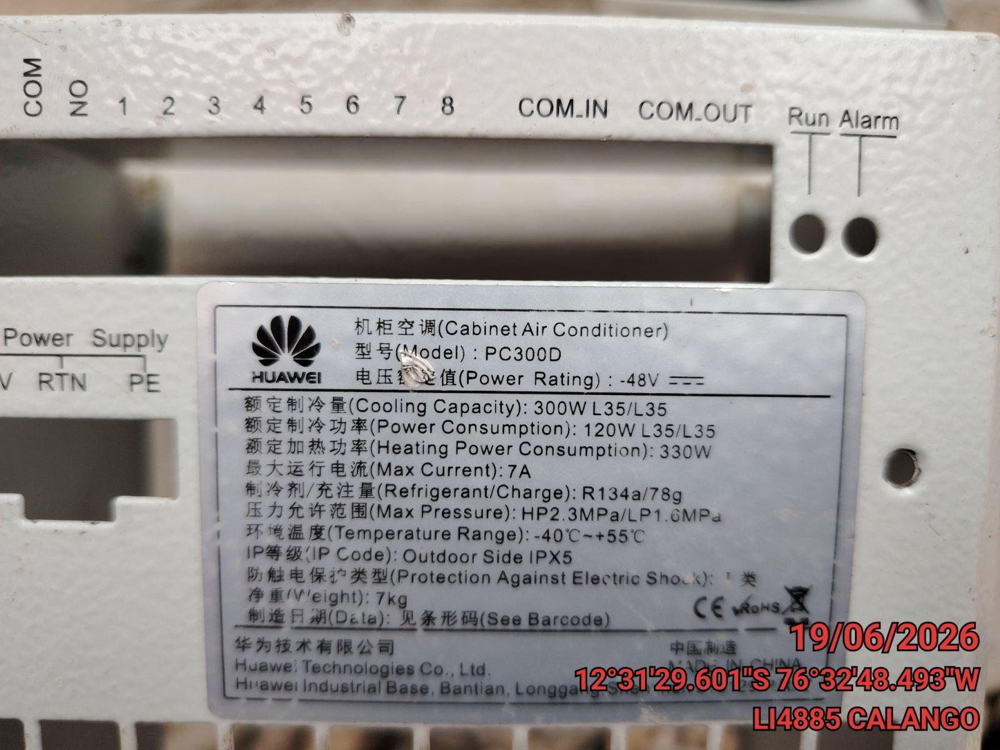 COM NO 1 2 3 4 5 6 7 8 COM_IN COM_OUT Run Alarm
Power Supply
V RTN PE
HUAWEI
机柜空调(Cabinet Air Conditioner)
型号(Model) : PC300D
电压额定值(Power Rating) : -48V
额定制冷量(Cooling Capacity): 300W L35/L35
额定制冷功率(Power Consumption): 120W L35/L35
额定加热功率(Heating Power Consumption): 330W
最大运行电流(Max Current): 7A
制冷剂/充注量(Refrigerant/Charge): R134a/78g
压力允许范围(Max Pressure): HP2.3MPa/LP1.6MPa
环境温度(Temperature Range): -40℃~+55℃
IP等级(IP Code): Outdoor Side IPX5
防触电保护类型(Protection Against Electric Shock): I 类
净重(Weight): 7kg
制造日期(Data): 见条形码(See Barcode)
CE RoHS
华为技术有限公司
中国制造
Huawei Technologies Co., Ltd.
MADE IN CHINA
Huawei Industrial Base, Bantian, Longgang,
19/06/2026
12°31'29.601"S 76°32'48.493"W
LI4885 CALANGO